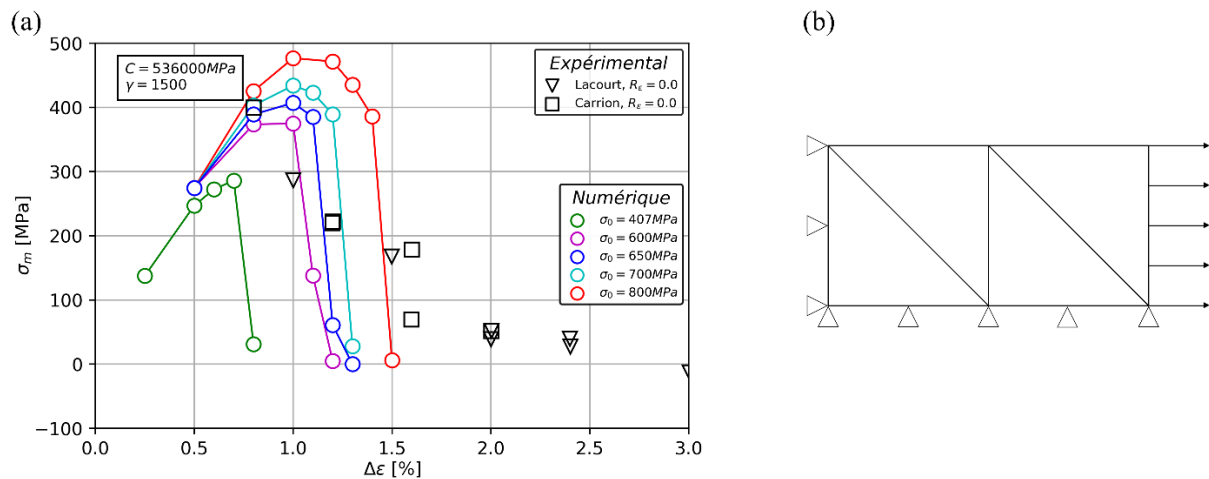 (a)
(b)
500
400
300
200
100
0
−100
σm [MPa]
C = 536000MPa
γ = 1500
Expérimental
Lacourt, Rε = 0.0
Carrion, Rε = 0.0
Numérique
σ0 = 407MPa
σ0 = 600MPa
σ0 = 650MPa
σ0 = 700MPa
σ0 = 800MPa
0.0 0.5 1.0 1.5 2.0 2.5 3.0
Δε [%]